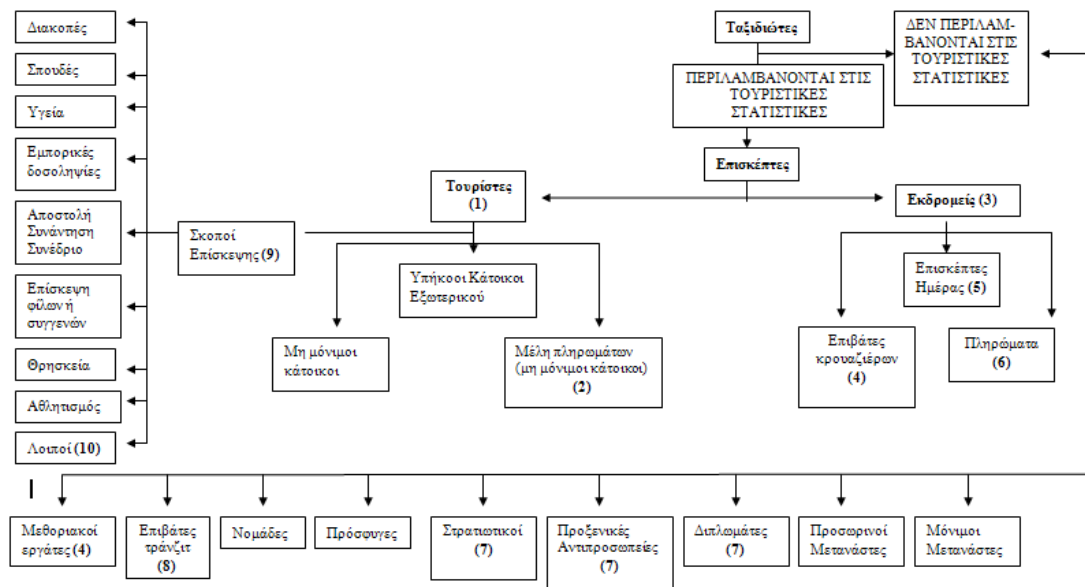 Ταξιδιώτες
ΔΕΝ ΠΕΡΙΛΑΜ-
ΒΑΝΟΝΤΑΙ ΣΤΙΣ
ΤΟΥΡΙΣΤΙΚΕΣ
ΣΤΑΤΙΣΤΙΚΕΣ
ΠΕΡΙΛΑΜΒΑΝΟΝΤΑΙ ΣΤΙΣ
ΤΟΥΡΙΣΤΙΚΕΣ
ΣΤΑΤΙΣΤΙΚΕΣ
Επισκέπτες
Τουρίστες
(1)
Εκδρομείς (3)
Διακοπές
Σπουδές
Υγεία
Εμπορικές
δοσοληψίες
Αποστολή
Συνάντηση
Συνέδριο
Επίσκεψη
φίλων ή
συγγενών
Θρησκεία
Αθλητισμός
Λοιποί (10)
Σκοποί
Επίσκεψης (9)
Μη μόνιμοι
κάτοικοι
Υπήκοοι Κάτοικοι
Εξωτερικού
Μέλη πληρωμάτων
(μη μόνιμοι κάτοικοι)
(2)
Επιβάτες
κρουαζιέρων
(4)
Επισκέπτες
Ημέρας (5)
Πληρώματα
(6)
Μεθοριακοί
εργάτες (4)
Επιβάτες
τράνζιτ
(8)
Νομάδες
Πρόσφυγες
Στρατιωτικοί
(7)
Προξενικές
Αντιπροσωπείες
(7)
Διπλωμάτες
(7)
Προσωρινοί
Μετανάστες
Μόνιμοι
Μετανάστες